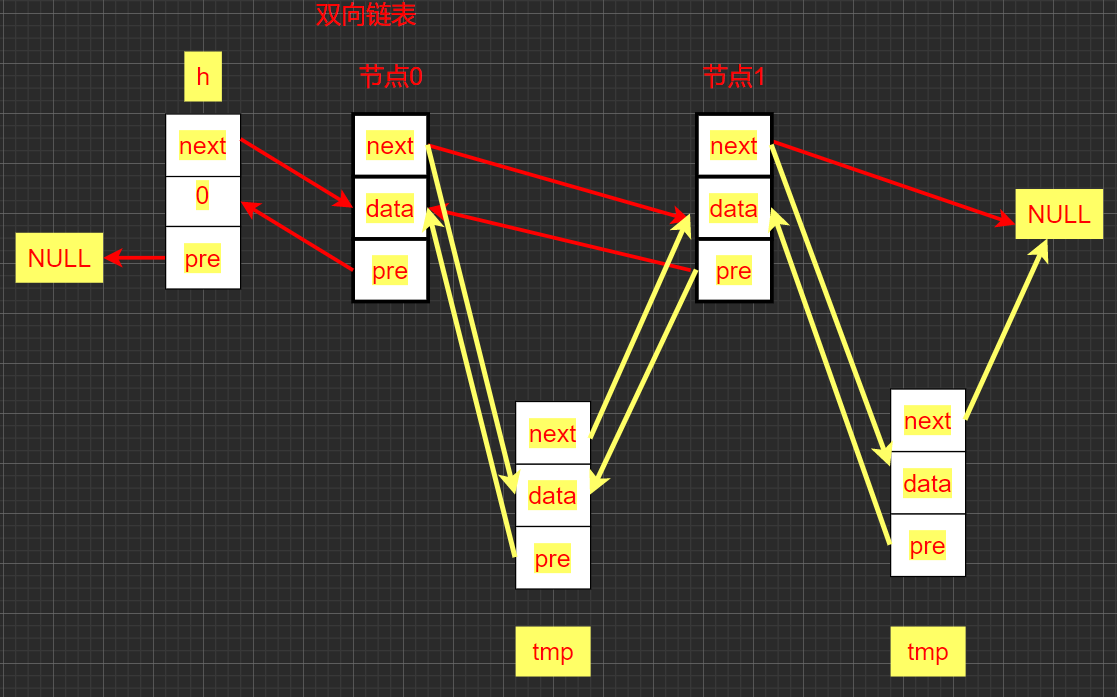 双向链表
h
节点0
节点1
next
0
pre
NULL
next
data
pre
next
data
pre
NULL
next
data
pre
tmp
next
data
pre
tmp